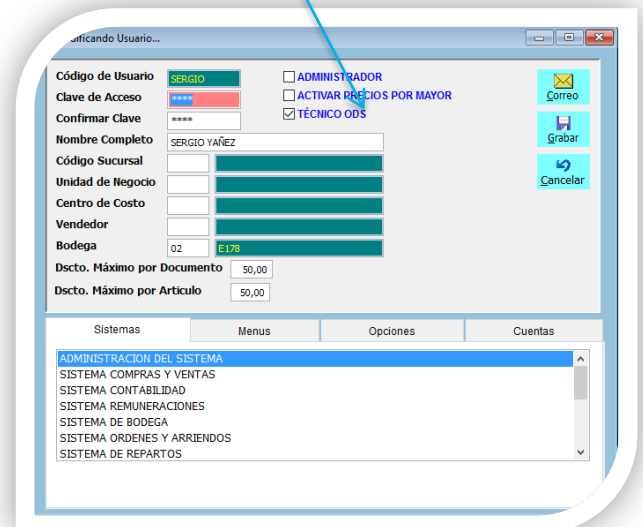 ificando Usuario...
Código de Usuario SERGIO
ADMINISTRADOR
Clave de Acceso ****
ACTIVAR PRECIOS POR MAYOR
Correo
Confirmar Clave ****
TÉCNICO ODS
Nombre Completo SERGIO YAÑEZ
Grabar
Código Sucursal
Unidad de Negocio
Cancelar
Centro de Costo
Vendedor
Bodega 02 E178
Dscto. Máximo por Documento 50,00
Dscto. Máximo por Articulo 50,00
Sistemas Menus Opciones Cuentas
ADMINISTRACION DEL SISTEMA
SISTEMA COMPRAS Y VENTAS
SISTEMA CONTABILIDAD
SISTEMA REMUNERACIONES
SISTEMA DE BODEGA
SISTEMA ORDENES Y ARRIENDOS
SISTEMA DE REPARTOS